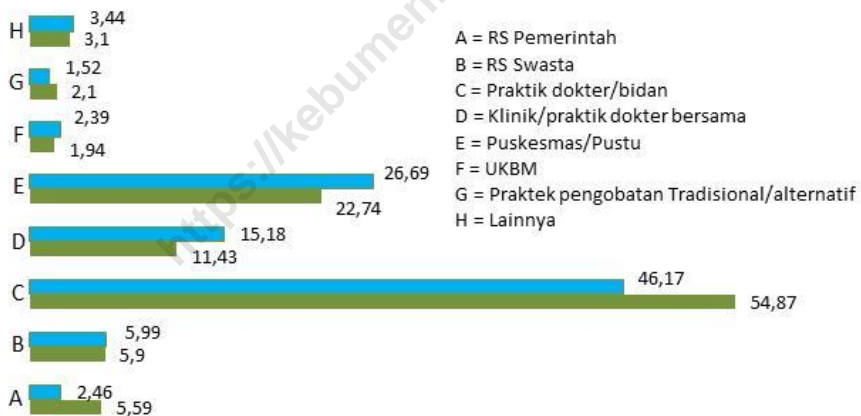 H 3,44
3,1
G 1,52
2,1
F 2,39
1,94
E 26,69
22,74
D 15,18
11,43
C 46,17
54,87
B 5,99
5,9
A 2,46
5,59
A = RS Pemerintah
B = RS Swasta
C = Praktik dokter/bidan
D = Klinik/praktik dokter bersama
E = Puskesmas/Pustu
F = UKBM
G = Praktek pengobatan Tradisional/alternatif
H = Lainnya
https://kebumen